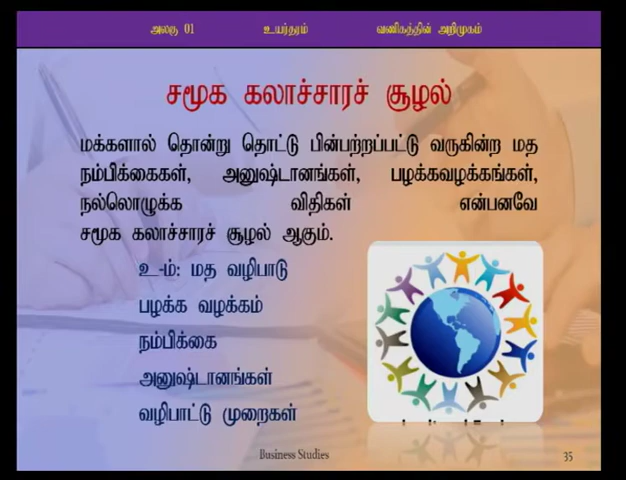 அலகு 01 உயர்தரம் வணிகத்தின் அறிமுகம்
சமூக கலாச்சாரச் சூழல்
மக்களால் தொன்று தொட்டு பின்பற்றப்பட்டு வருகின்ற மத
நம்பிக்கைகள், அனுஷ்டானங்கள், பழக்கவழக்கங்கள்,
நல்லொழுக்க விதிகள் என்பனவே
சமூக கலாச்சாரச் சூழல் ஆகும்.
உ-ம்: மத வழிபாடு
பழக்க வழக்கம்
நம்பிக்கை
அனுஷ்டானங்கள்
வழிபாட்டு முறைகள்
Business Studies 35